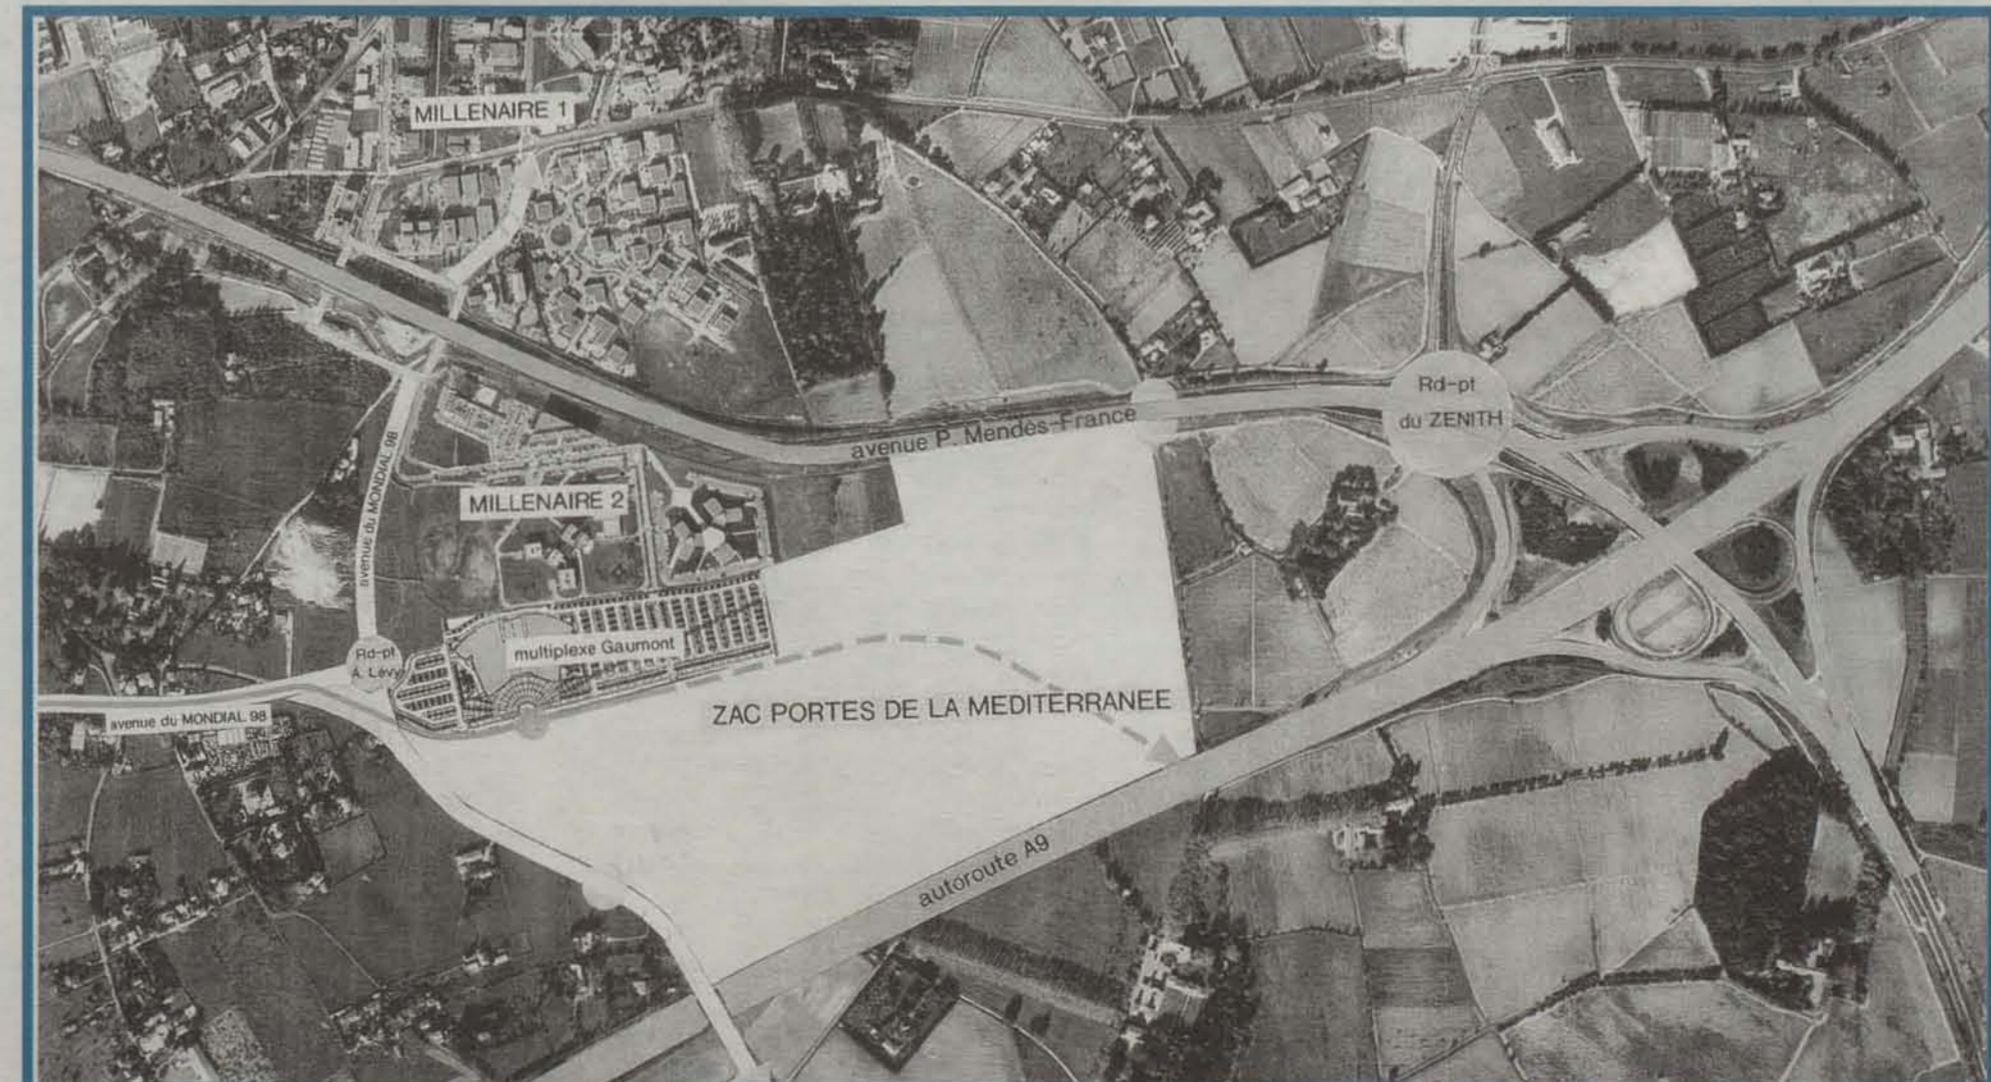 MILLENAIRE 1
Rd-pt
du ZENITH
avenue P. Mendès-France
avenue du MONDIAL 98
MILLENAIRE 2
multiplexe Gaumont
Rd-pt
A. Lévy
ZAC PORTES DE LA MEDITERRANEE
avenue du MONDIAL 98
autoroute A9